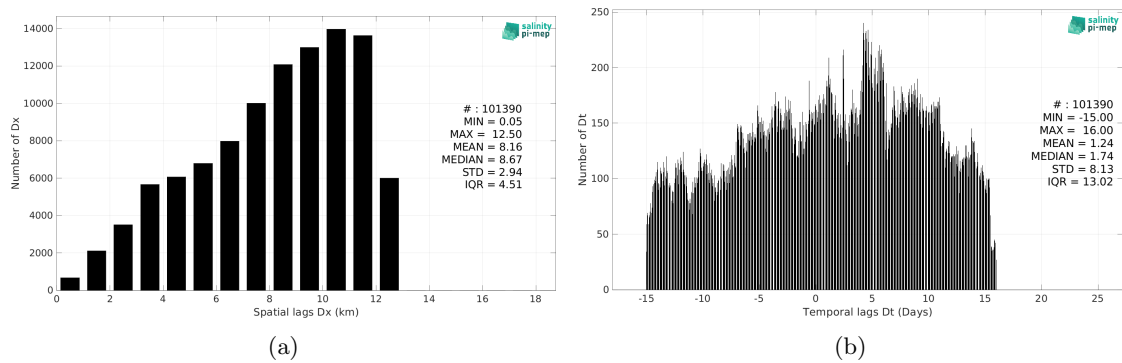 14000
12000
10000
8000
6000
4000
2000
0
Number of Dx
0 2 4 6 8 10 12 14 16 18
Spatial lags Dx (km)
salinity
pi-mep
# : 101390
MIN = 0.05
MAX = 12.50
MEAN = 8.16
MEDIAN = 8.67
STD = 2.94
IQR = 4.51
(a)
250
200
150
100
50
0
Number of Dt
-15 -10 -5 0 5 10 15 20 25
Temporal lags Dt (Days)
salinity
pi-mep
# : 101390
MIN = -15.00
MAX = 16.00
MEAN = 1.24
MEDIAN = 1.74
STD = 8.13
IQR = 13.02
(b)